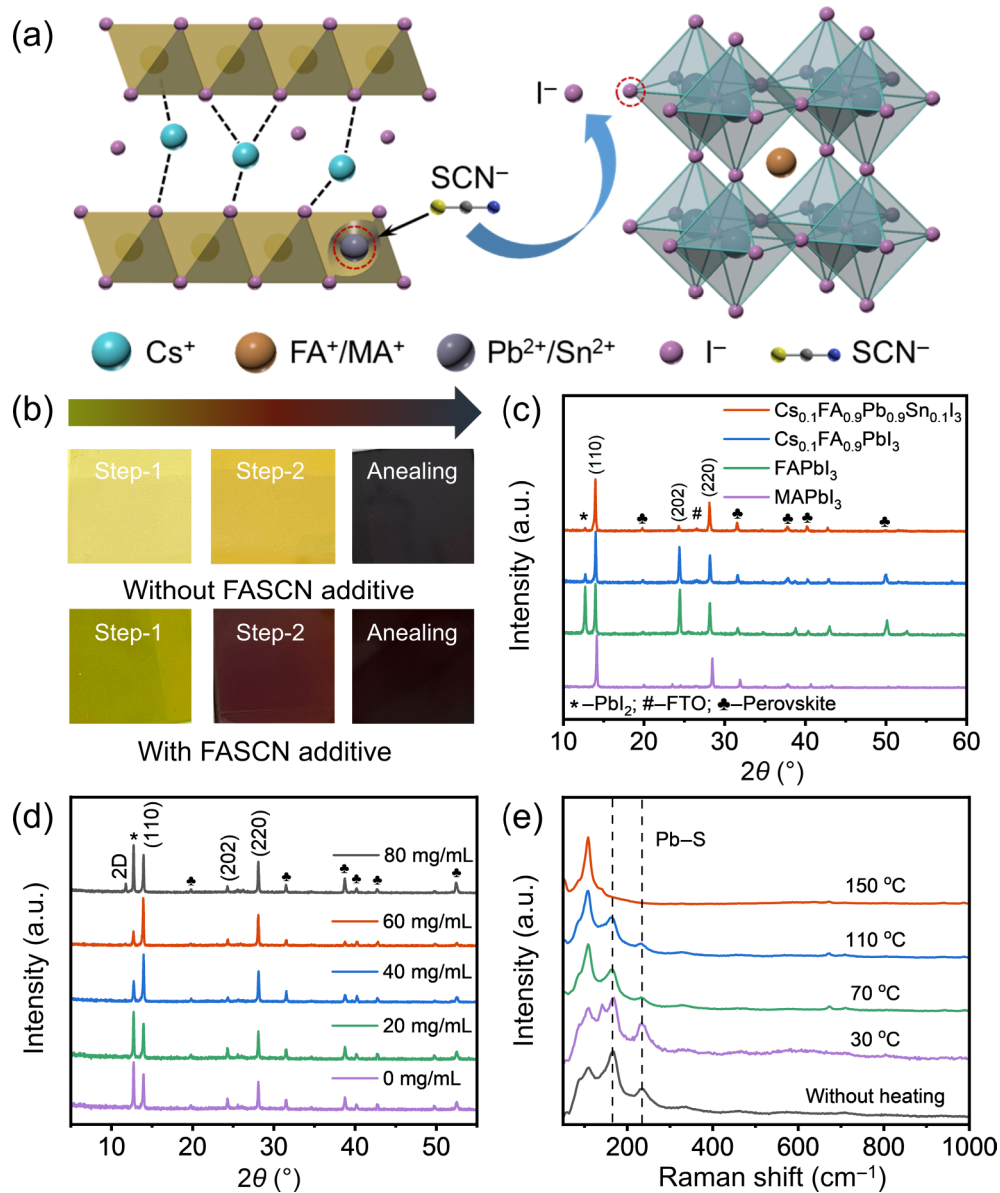 (a)
I⁻
SCN⁻
Cs⁺
FA⁺/MA⁺
Pb²⁺/Sn²⁺
I⁻
SCN⁻
(b)
Step-1
Step-2
Anealing
Without FASCN additive
Step-1
Step-2
Anealing
With FASCN additive
(c)
Cs₀.₁FA₀.₉Pb₀.₉Sn₀.₁I₃
Cs₀.₁FA₀.₉PbI₃
FAPbI₃
MAPbI₃
(110)
(202)
(220)
*
♣
#
♣
♣
♣
♣
* –PbI₂; #–FTO; ♣–Perovskite
Intensity (a.u.)
10 20 30 40 50 60
2θ (°)
(d)
2D
*
(110)
♣
(202)
(220)
♣
♣
♣
♣
♣
80 mg/mL
60 mg/mL
40 mg/mL
20 mg/mL
0 mg/mL
Intensity (a.u.)
10 20 30 40 50
2θ (°)
(e)
Pb–S
150 °C
110 °C
70 °C
30 °C
Without heating
Intensity (a.u.)
200 400 600 800 1000
Raman shift (cm⁻¹)